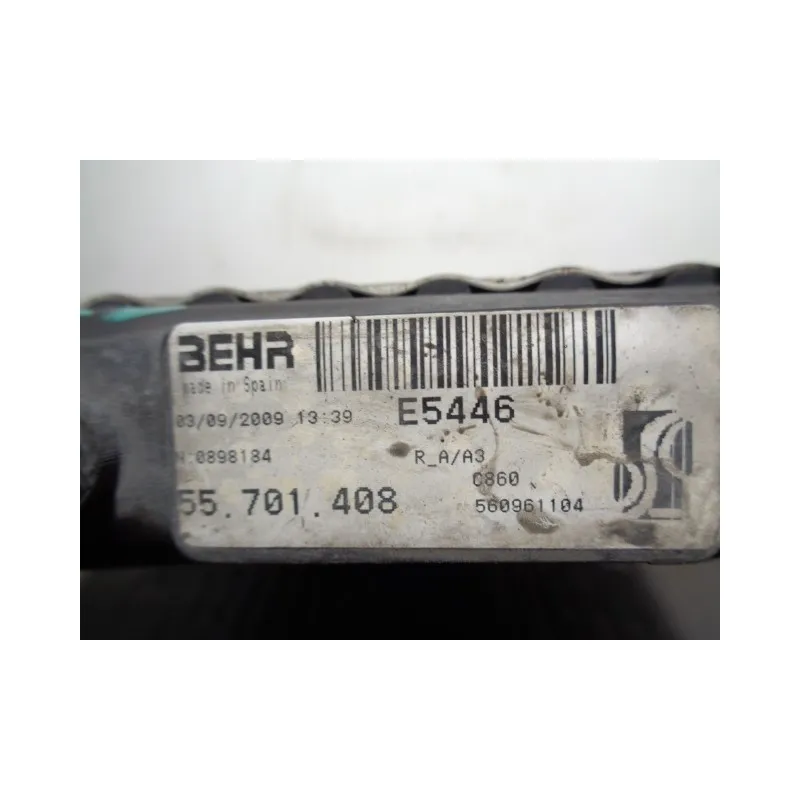 BEHR
made in Spain
03/09/2009 13:39 E5446
N:0898184 R_A/A3
C860
55.701.408 560961104